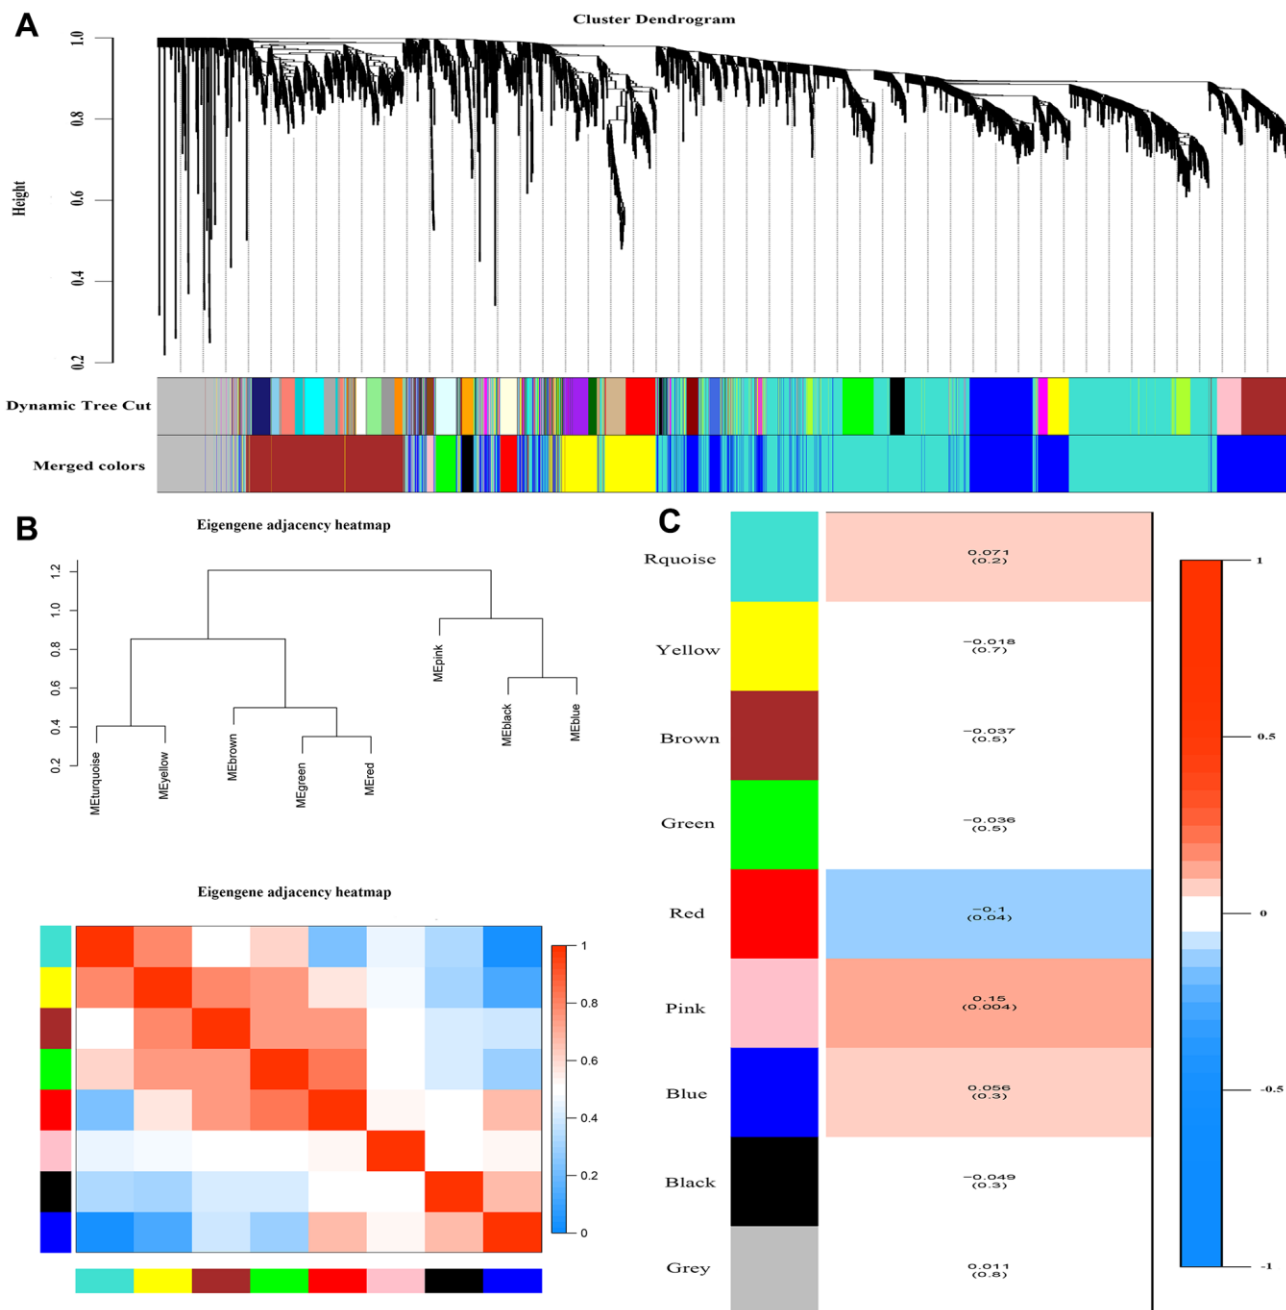 A
Cluster Dendrogram
1.0
0.8
0.6
0.4
0.2
Height
Dynamic Tree Cut
Merged colors
B
Eigengene adjacency heatmap
1.2
1.0
0.8
0.6
0.4
0.2
MEturquoise
MEyellow
MEbrown
MEgreen
MEred
MEpink
MEblack
MEblue
Eigengene adjacency heatmap
1
0.8
0.6
0.4
0.2
0
C
Rquoise
0.071
(0.2)
Yellow
-0.018
(0.7)
Brown
-0.037
(0.5)
Green
-0.036
(0.5)
Red
-0.1
(0.04)
Pink
0.15
(0.004)
Blue
0.056
(0.3)
Black
-0.049
(0.3)
Grey
0.011
(0.8)
1
0.5
0
-0.5
-1